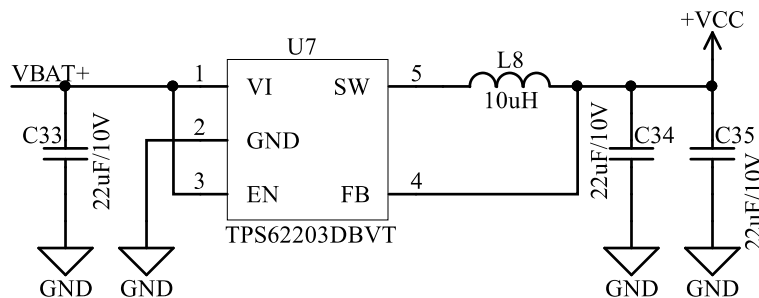 +VCC
U7
L8
VBAT+
1
VI
SW
5
10uH
C33
22uF/10V
2
GND
22uF/10V
C34
C35
22uF/10V
3
EN
FB
4
TPS62203DBVT
GND
GND
GND
GND